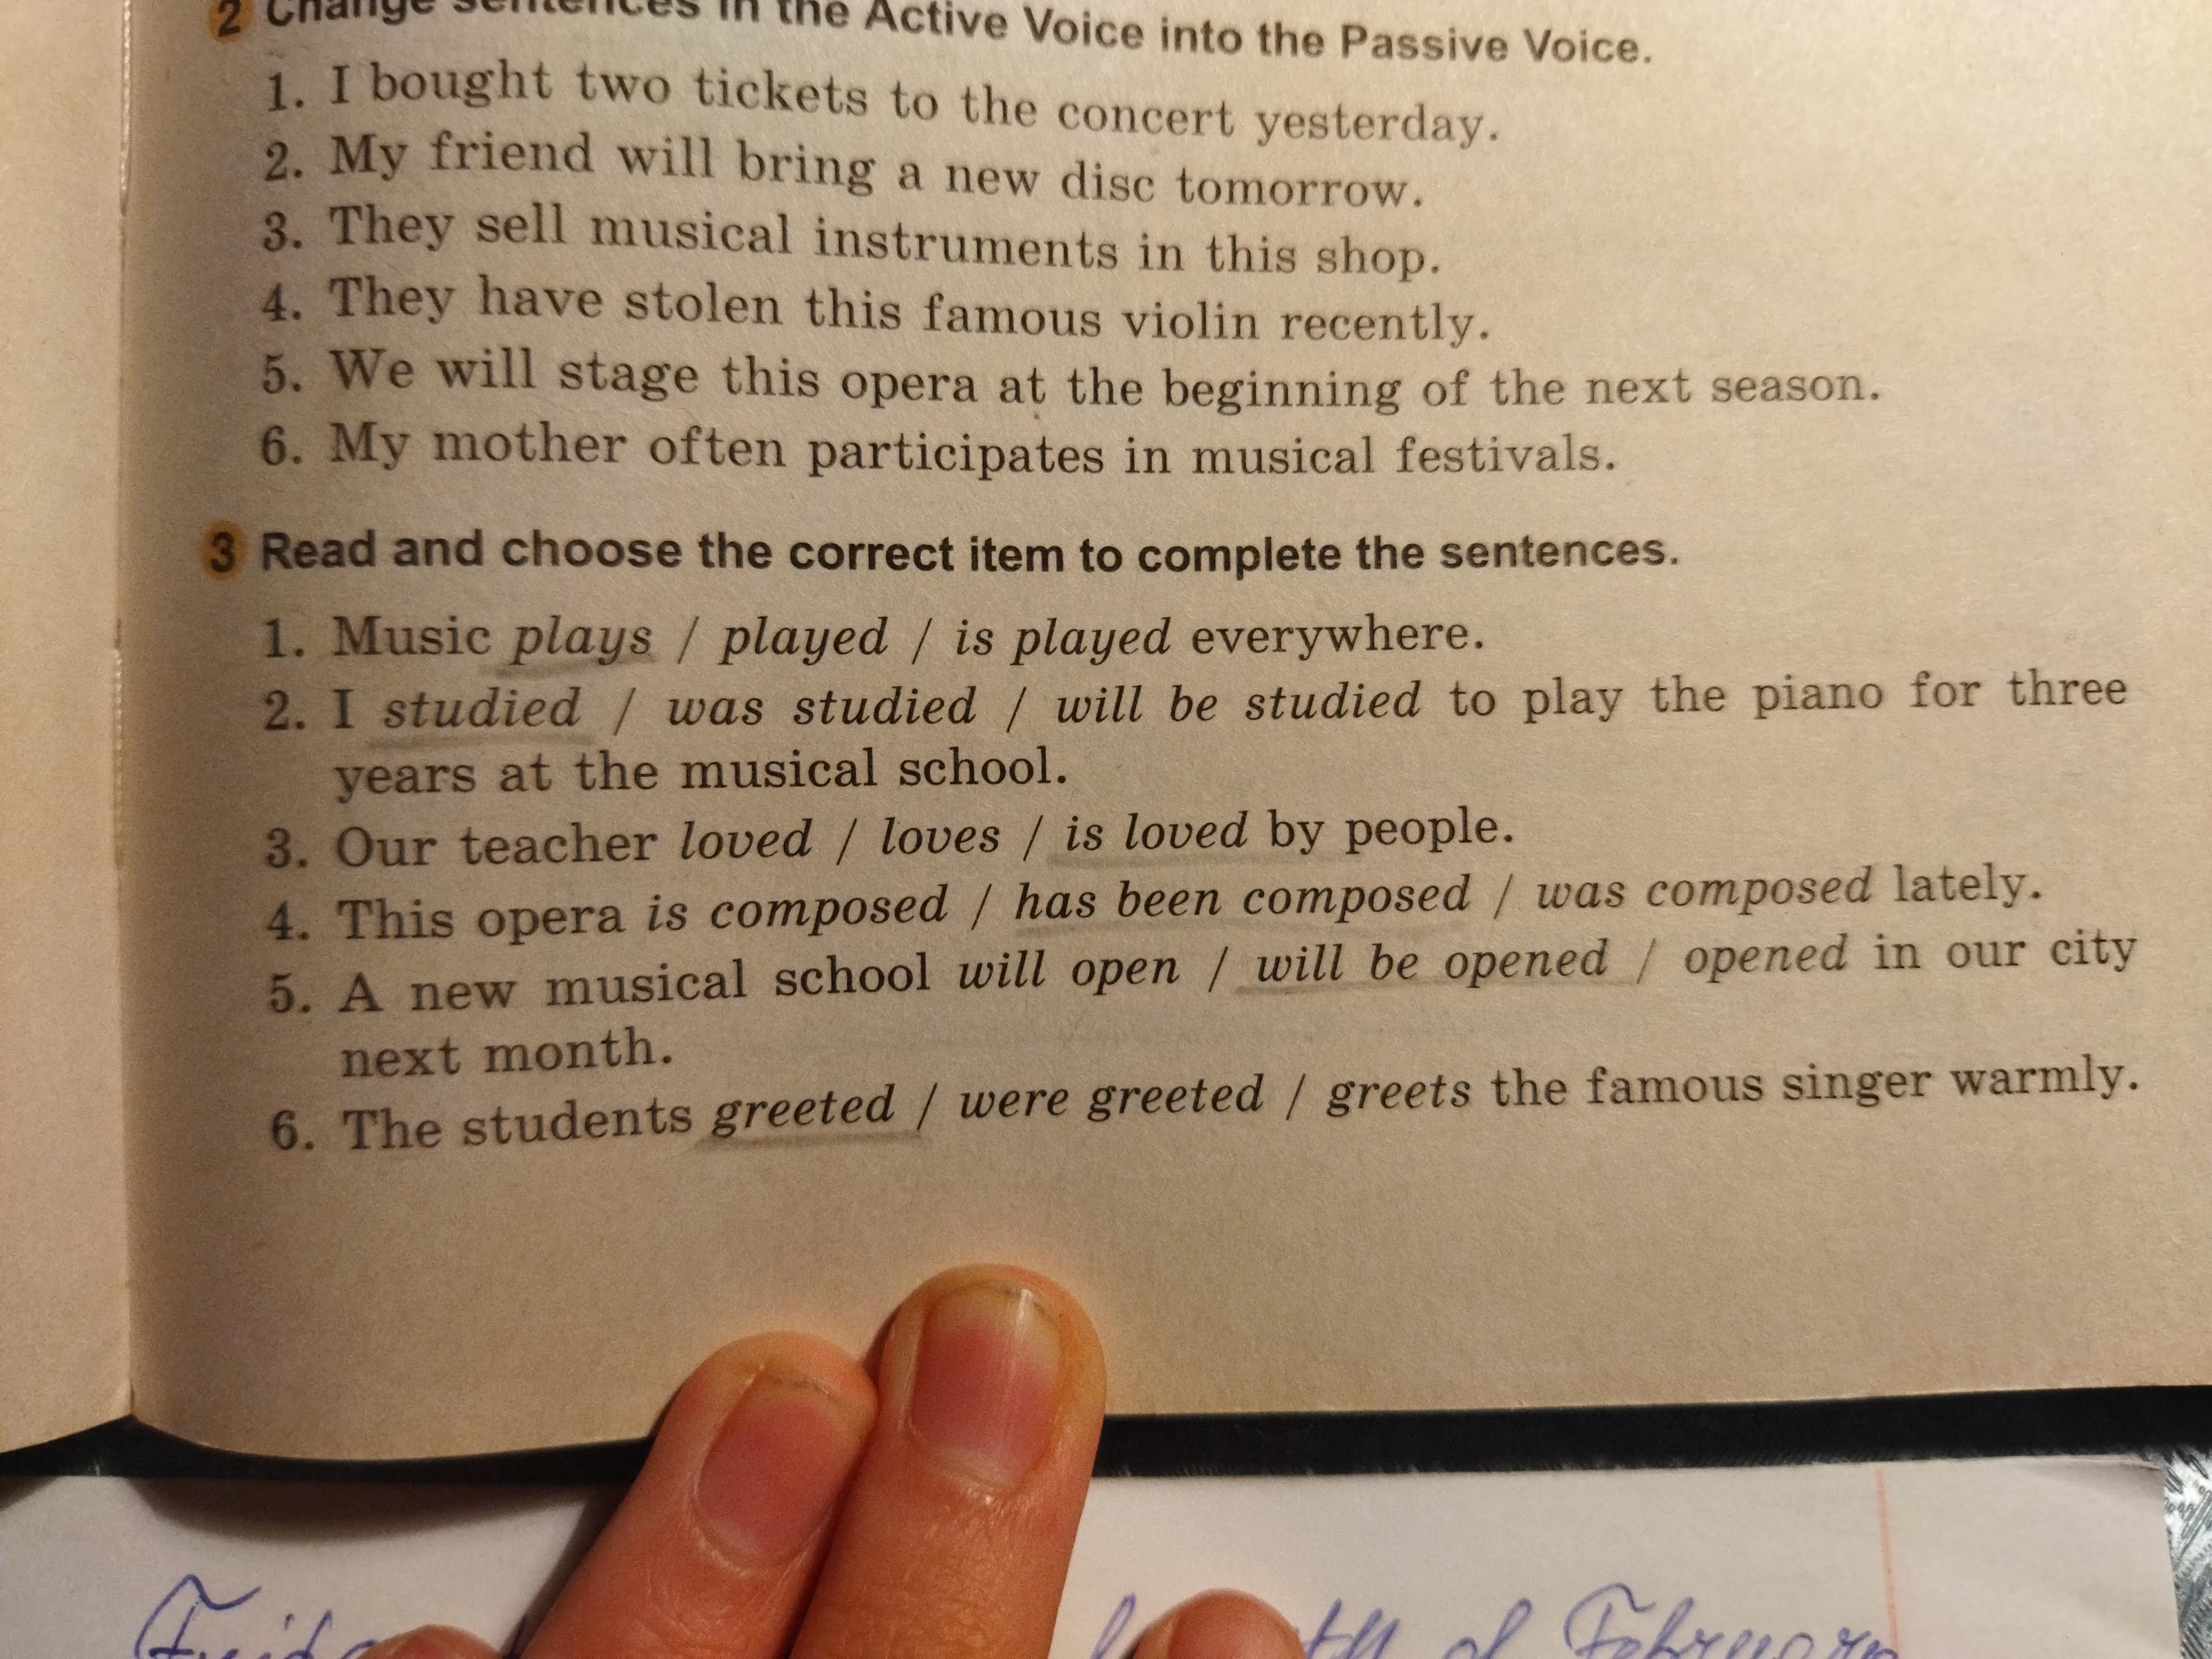 2 Change sentences in the Active Voice into the Passive Voice.
1. I bought two tickets to the concert yesterday.
2. My friend will bring a new disc tomorrow.
3. They sell musical instruments in this shop.
4. They have stolen this famous violin recently.
5. We will stage this opera at the beginning of the next season.
6. My mother often participates in musical festivals.
3 Read and choose the correct item to complete the sentences.
1. Music plays / played / is played everywhere.
2. I studied / was studied / will be studied to play the piano for three
years at the musical school.
3. Our teacher loved / loves / is loved by people.
4. This opera is composed / has been composed / was composed lately.
5. A new musical school will open / will be opened / opened in our city
next month.
6. The students greeted / were greeted / greets the famous singer warmly.
of February